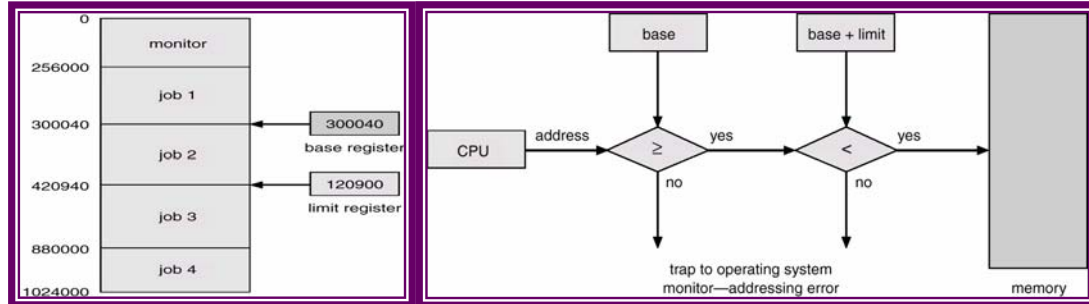 0
monitor
256000
job 1
300040
300040
base register
job 2
420940
120900
limit register
job 3
880000
job 4
1024000
base
base + limit
CPU
address
≥
yes
<
yes
no
no
trap to operating system
monitor—addressing error
memory